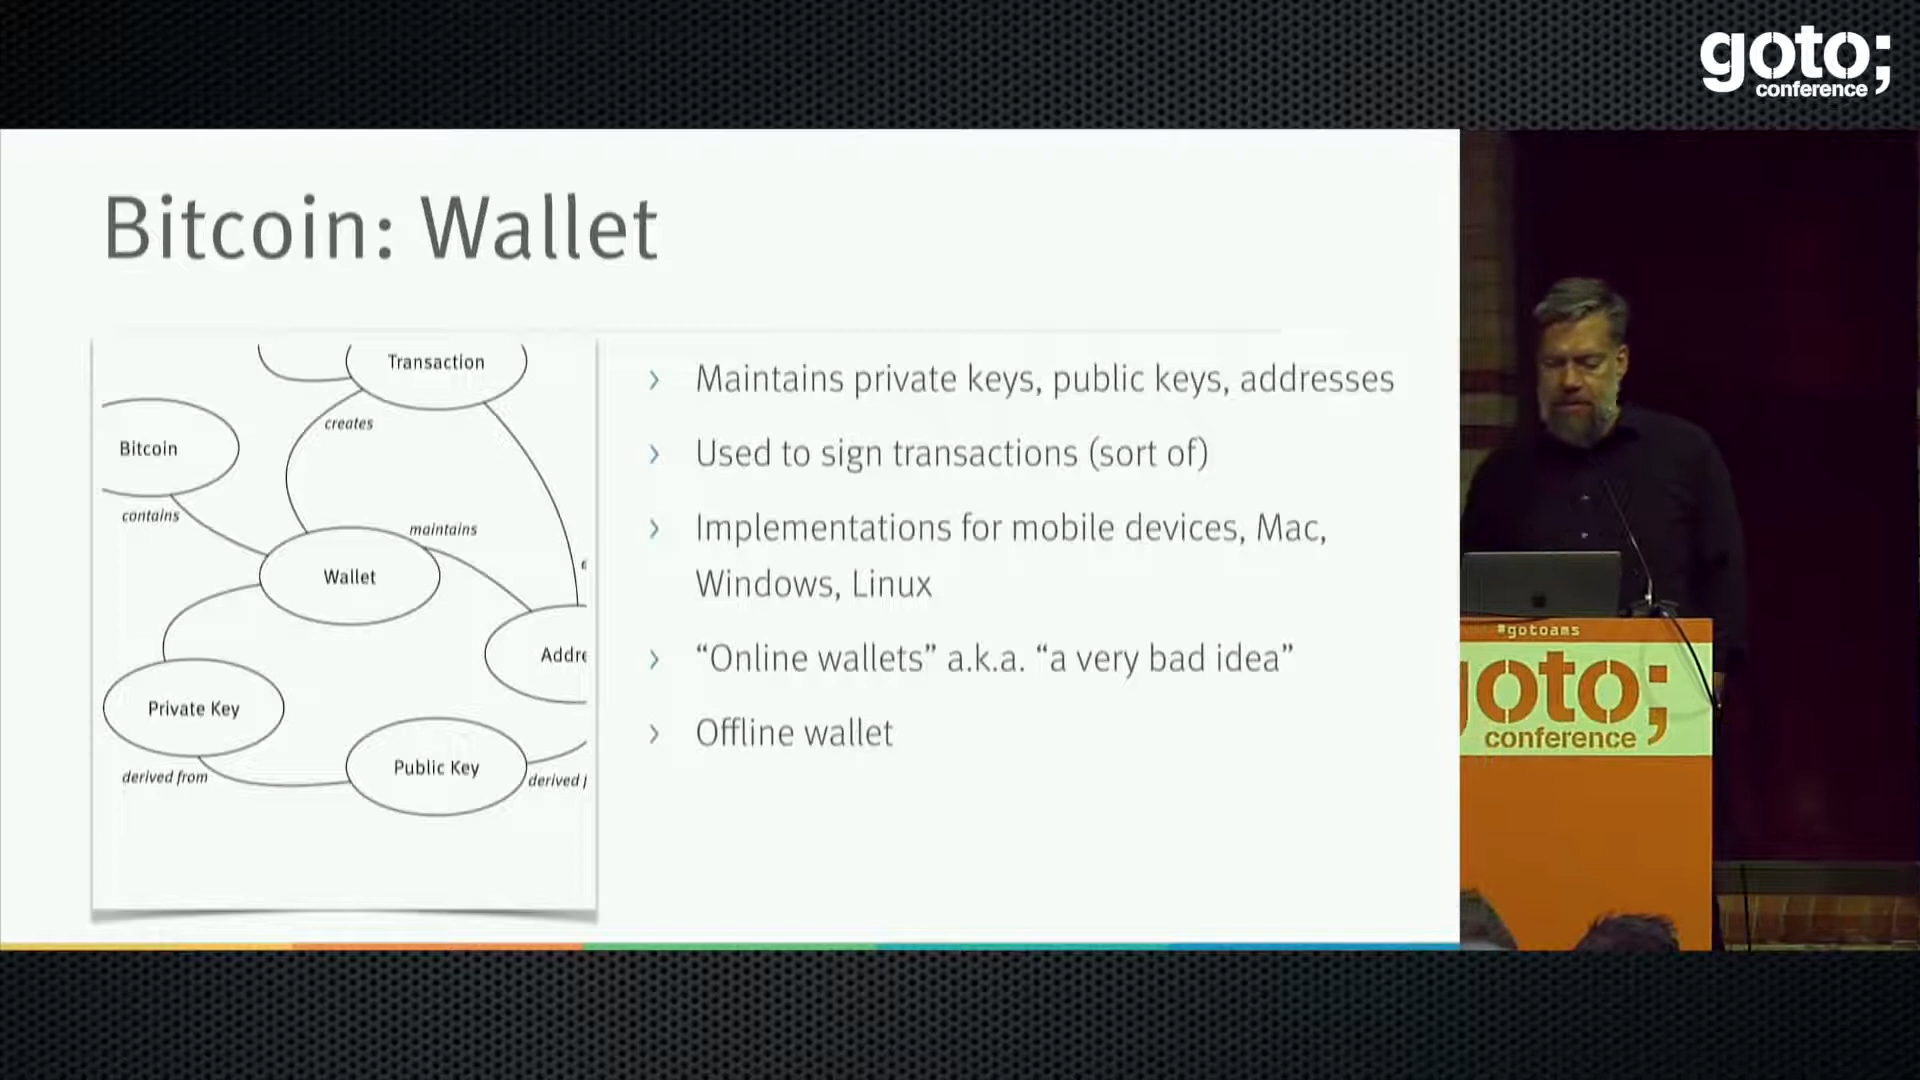 goto;
conference
Bitcoin: Wallet
Transaction
creates
Bitcoin
contains
maintains
Wallet
Addre
Private Key
Public Key
derived from
derived
› Maintains private keys, public keys, addresses
› Used to sign transactions (sort of)
› Implementations for mobile devices, Mac,
Windows, Linux
› “Online wallets” a.k.a. “a very bad idea”
› Offline wallet
#gotoams
goto;
conference